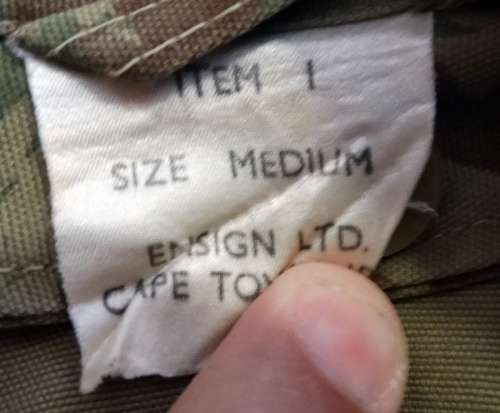 ITEM 1
SIZE MEDIUM
ENSIGN LTD.
CAPE